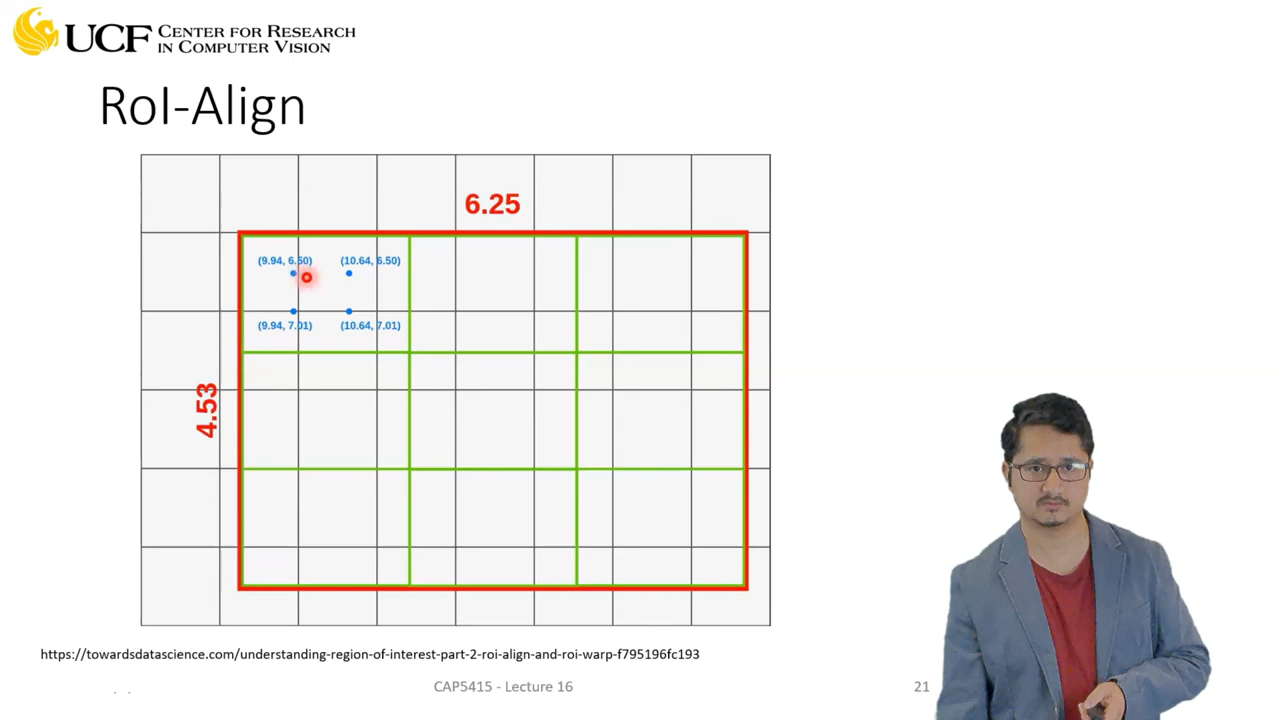 UCF CENTER FOR RESEARCH
IN COMPUTER VISION
RoI-Align
6.25
(9.94, 6.50) (10.64, 6.50)
(9.94, 7.01) (10.64, 7.01)
4.53
https://towardsdatascience.com/understanding-region-of-interest-part-2-roi-align-and-roi-warp-f795196fc193
CAP5415 - Lecture 16
21